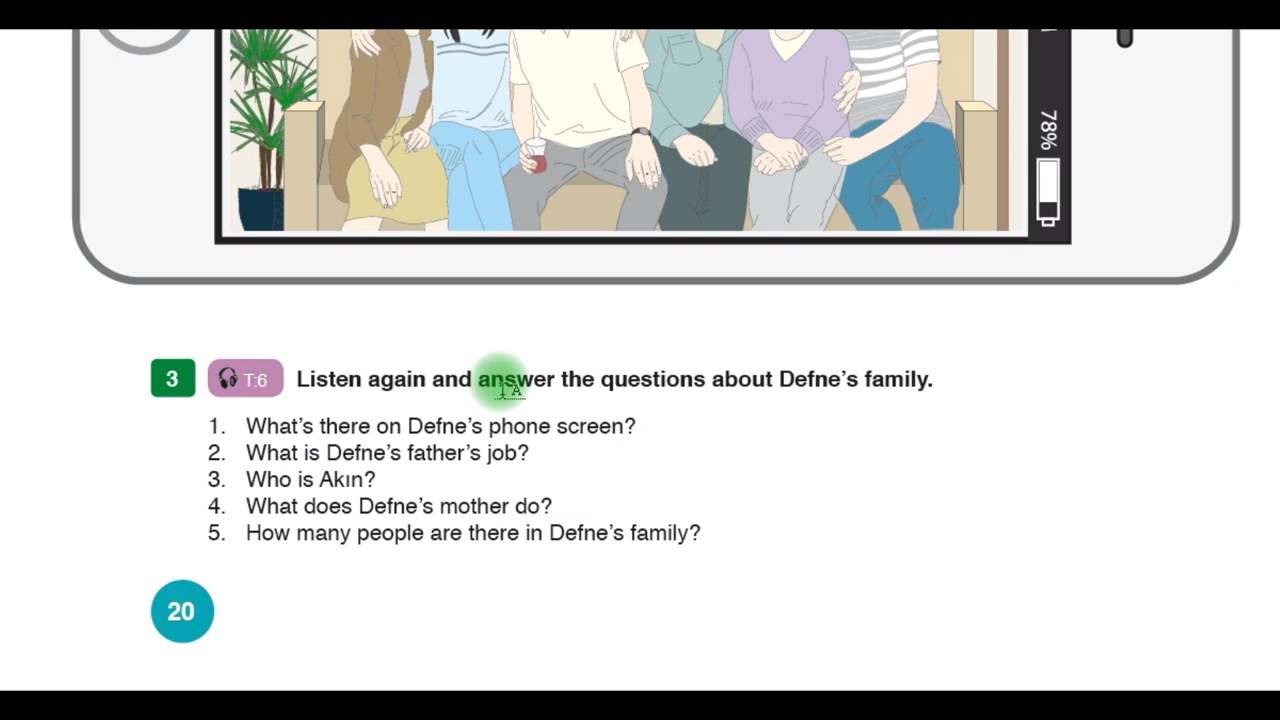 78%
3 T:6 Listen again and answer the questions about Defne’s family.
1. What’s there on Defne’s phone screen?
2. What is Defne’s father’s job?
3. Who is Akın?
4. What does Defne’s mother do?
5. How many people are there in Defne’s family?
20